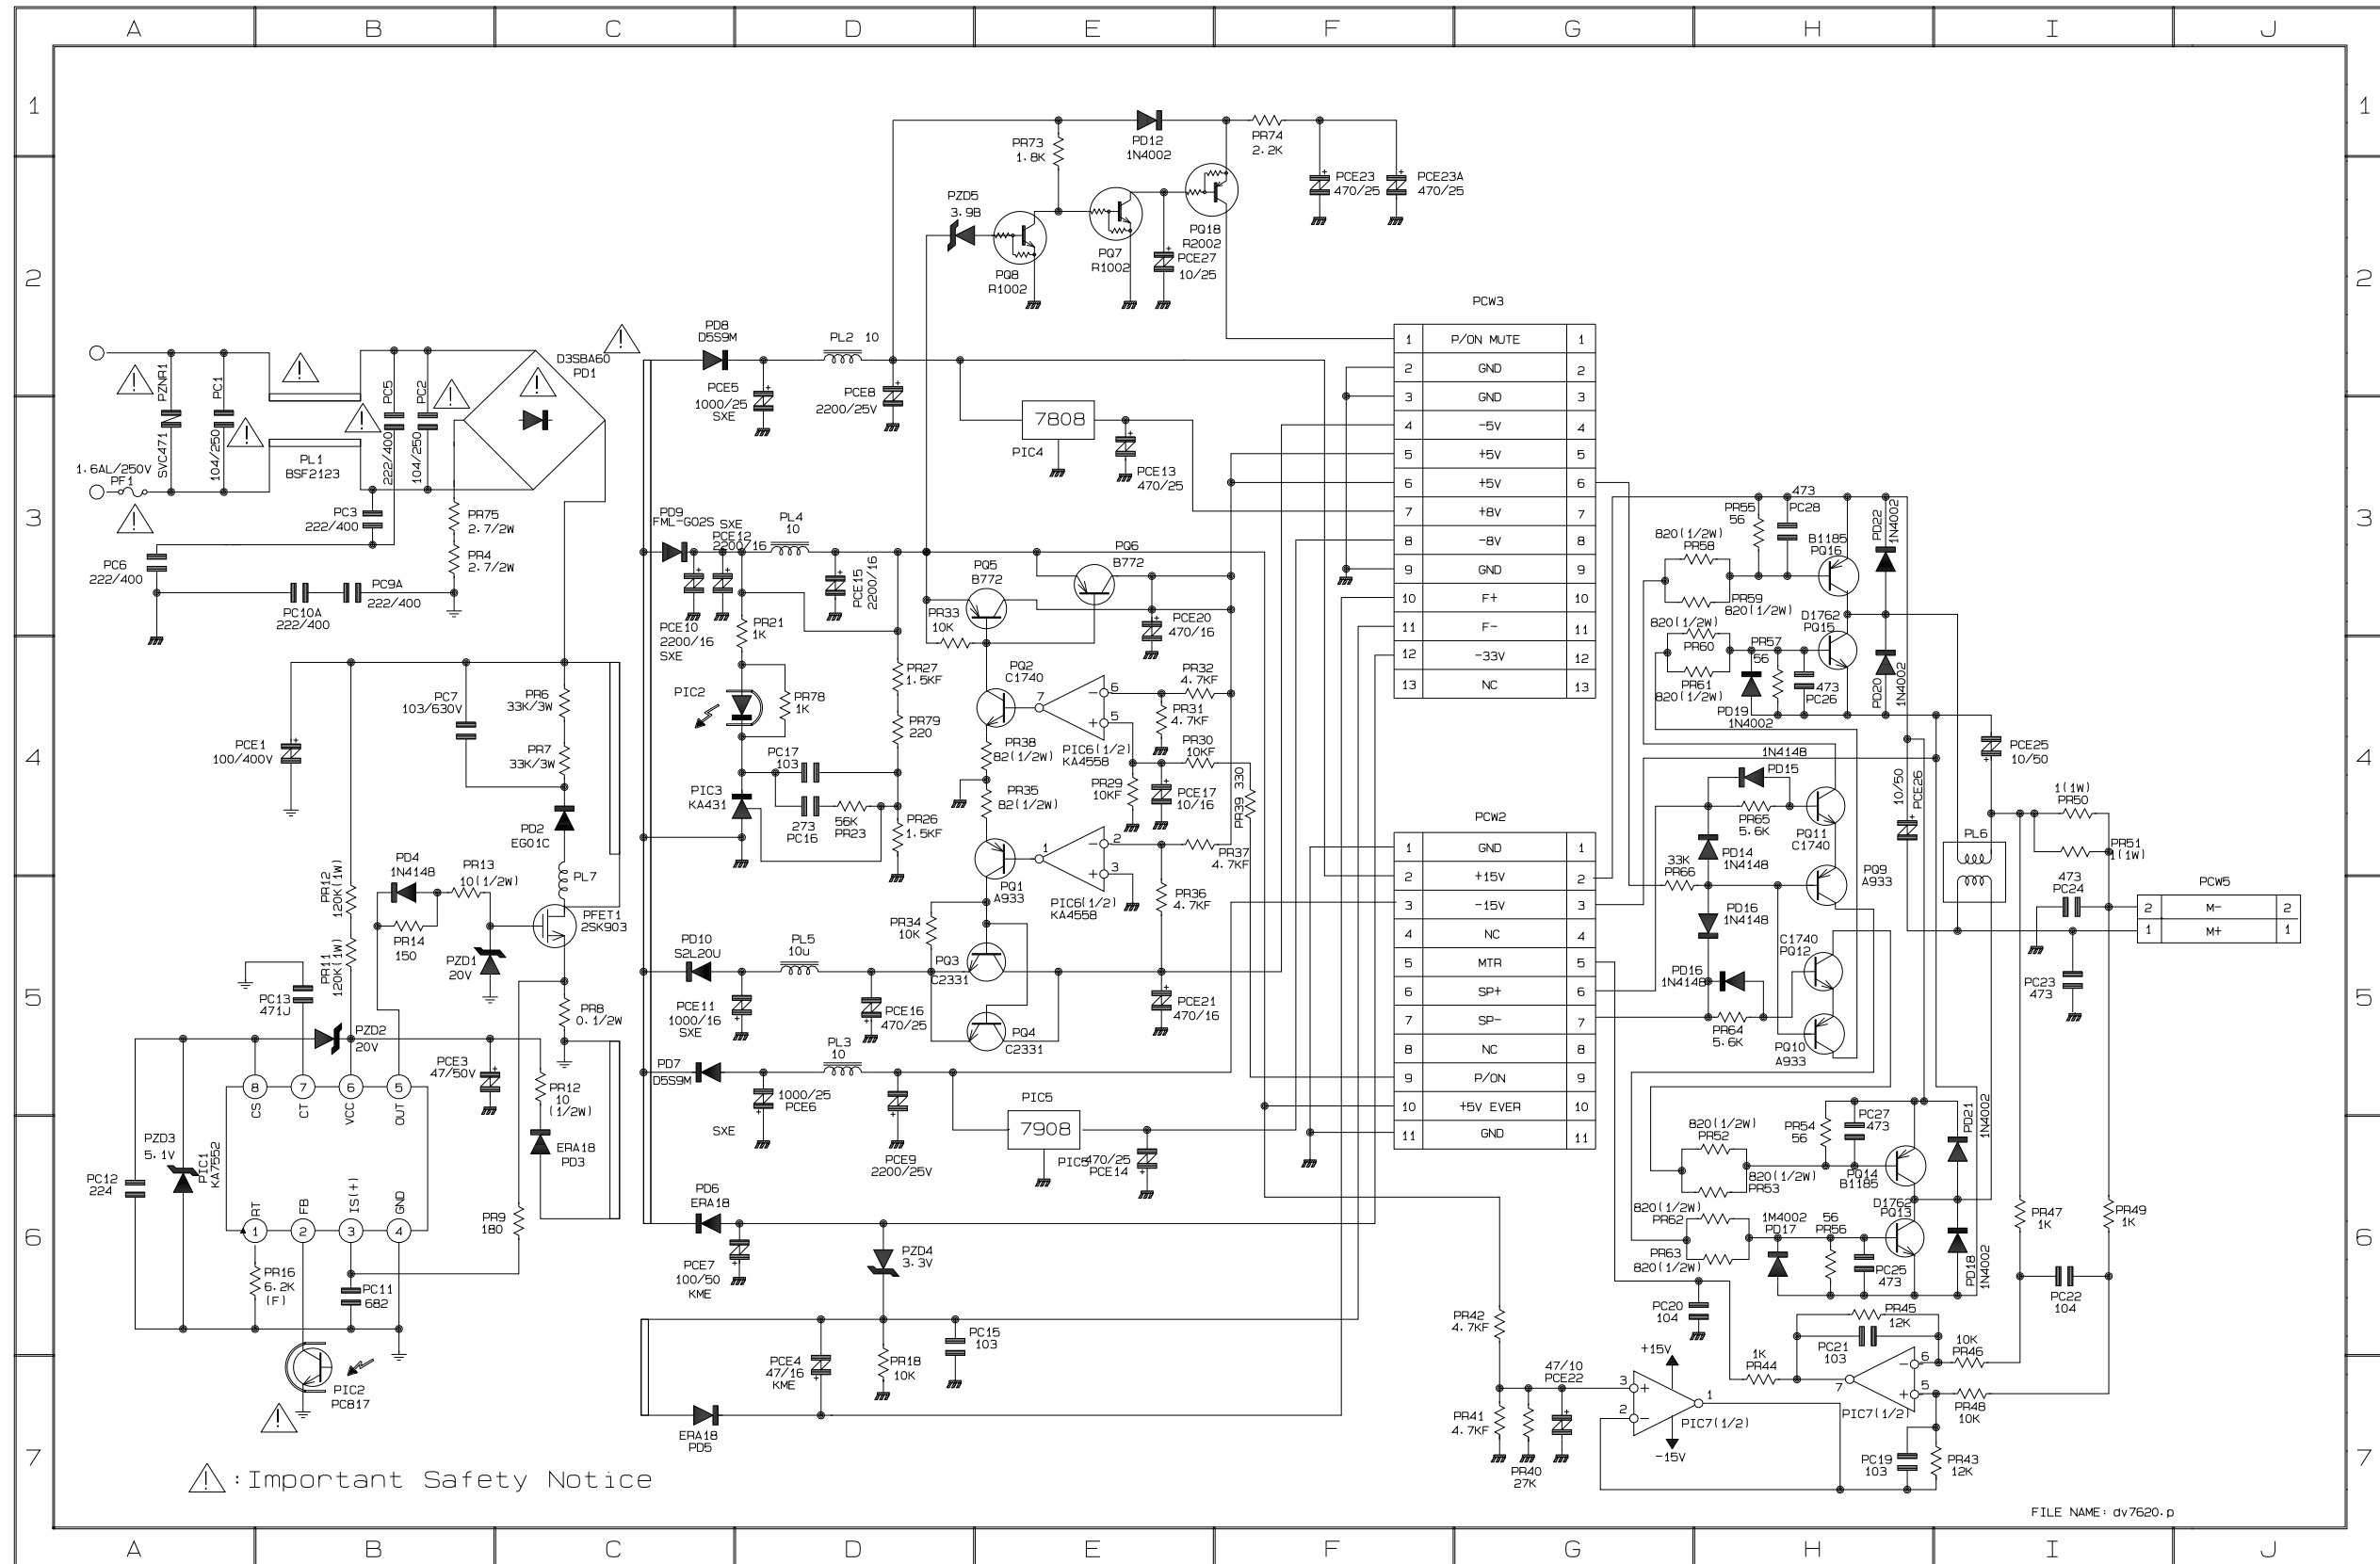 A B C D E F G H I J
1
2
3
4
5
6
7
1
2
3
4
5
6
7
PR73
1.8K
PD12
1N4002
PR74
2.2K
PCE23
470/25
PCE23A
470/25
PZD5
3.9B
PQ8
R1002
PQ7
R1002
PQ18
R2002
PCE27
10/25
PZNR1
SVC471
PC1
104/250
1.6AL/250V
PF1
PL1
BSF2123
PC5
222/400
PC2
104/250
D3SBA60
PD1
PC3
222/400
PR75
2.7/2W
PR4
2.7/2W
PC6
222/400
PC10A
222/400
PC9A
222/400
PD8
D5S9M
PL2 10
PCE5
1000/25
SXE
PCE8
2200/25V
7808
PIC4
PCE13
470/25
PD9
FML-G02S
SXE
PCE12
2200/16
PL4
10
PCE15
2200/16
PCE10
2200/16
SXE
PR21
1K
PR33
10K
PQ5
B772
PQ6
B772
PCE20
470/16
PIC2
PR78
1K
PR27
1.5KF
PR79
220
PC17
103
PIC3
KA431
273
PC16
56K
PR23
PR26
1.5KF
PQ2
C1740
7
6
5
PR38
82(1/2W)
PIC6(1/2)
KA4558
PR35
82(1/2W)
PR32
4.7KF
PR31
4.7KF
PR30
10KF
PR29
10KF
PCE17
10/16
PR39 330
1
2
3
PR37
4.7KF
PQ1
A933
PIC6(1/2)
KA4558
PR36
4.7KF
PR34
10K
PQ3
C2331
PQ4
C2331
PCE21
470/16
PD10
S2L20U
PL5
10u
PCE11
1000/16
SXE
PCE16
470/25
PD7
D5S9M
PL3
10
1000/25
PCE6
SXE
PCE9
2200/25V
PIC5
7908
PIC5
470/25
PCE14
PD6
ERA18
PCE7
100/50
KME
PZD4
3.3V
PCE4
47/16
KME
PR18
10K
PC15
103
ERA18
PD5
PCE1
100/400V
PC7
103/630V
PR6
33K/3W
PR7
33K/3W
PD2
EG01C
PL7
PR12
120K(1W)
PR11
120K(1W)
PD4
1N4148
PR13
10(1/2W)
PR14
150
PZD1
20V
PFET1
2SK903
PC13
471J
PZD2
20V
PCE3
47/50V
PR8
0.1/2W
PR12
10
(1/2W)
ERA18
PD3
PR9
180
8
7
6
5
CS
CT
VCC
OUT
PZD3
5.1V
PIC1
KA7552
PC12
224
RT
FB
IS(+)
GND
1
2
3
4
PR16
6.2K
(F)
PC11
682
PIC2
PC817
PCW3
1 P/ON MUTE 1
2 GND 2
3 GND 3
4 -5V 4
5 +5V 5
6 +5V 6
7 +8V 7
8 -8V 8
9 GND 9
10 F+ 10
11 F- 11
12 -33V 12
13 NC 13
PCW2
1 GND 1
2 +15V 2
3 -15V 3
4 NC 4
5 MTR 5
6 SP+ 6
7 SP- 7
8 NC 8
9 P/ON 9
10 +5V EVER 10
11 GND 11
473
PC28
PR55
56
820(1/2W)
PR58
B1185
PQ16
PD22
1N4002
PR59
820(1/2W)
820(1/2W)
PR60
PR57
56
D1762
PQ15
PR61
820(1/2W)
473
PC26
PD20
1N4002
PD19
1N4002
1N4148
PD15
PR65
5.6K
PQ11
C1740
10/50
PCE26
PCE25
10/50
33K
PR66
PD14
1N4148
PQ9
A933
PD16
1N4148
C1740
PQ12
PD16
1N4148
PR64
5.6K
PQ10
A933
PL6
1(1W)
PR50
PR51
1(1W)
473
PC24
PC23
473
PCW5
2 M- 2
1 M+ 1
820(1/2W)
PR52
PR54
56
PC27
473
PD21
1N4002
820(1/2W)
PR53
PQ14
B1185
820(1/2W)
PR62
1M4002
PD17
56
PR56
D1762
PQ13
PR63
820(1/2W)
PC25
473
PD18
1N4002
PR47
1K
PR49
1K
PC22
104
PC20
104
PR45
12K
PC21
103
10K
PR46
1K
PR44
7
6
5
PIC7(1/2)
PR48
10K
PC19
103
PR43
12K
PR42
4.7KF
PR41
4.7KF
PR40
27K
47/10
PCE22
+15V
3
2
1
PIC7(1/2)
-15V
:Important Safety Notice
FILE NAME: dv7620.p
A B C D E F G H I J